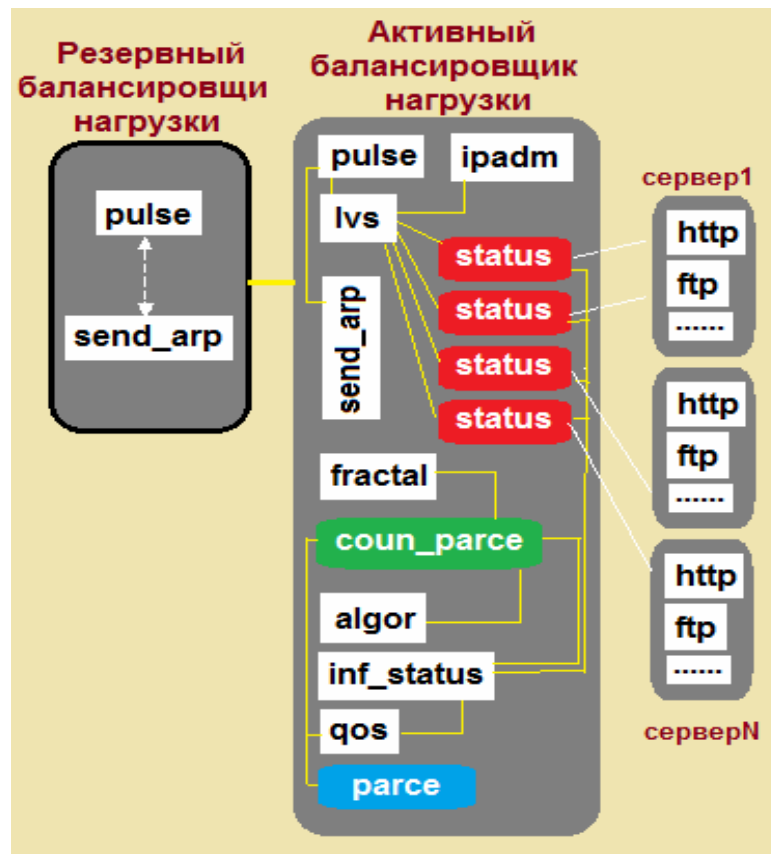 Резервный
балансировщи
нагрузки
pulse
send_arp
Активный
балансировщик
нагрузки
pulse
ipadm
lvs
send_arp
status
status
status
status
fractal
coun_parce
algor
inf_status
qos
parce
сервер1
http
ftp
......
http
ftp
......
http
ftp
......
серверN